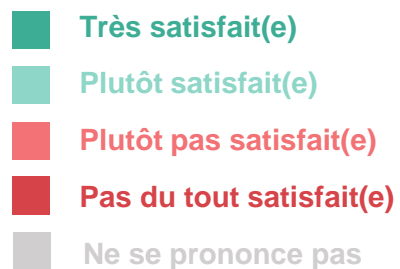 Très satisfait(e)
Plutôt satisfait(e)
Plutôt pas satisfait(e)
Pas du tout satisfait(e)
Ne se prononce pas